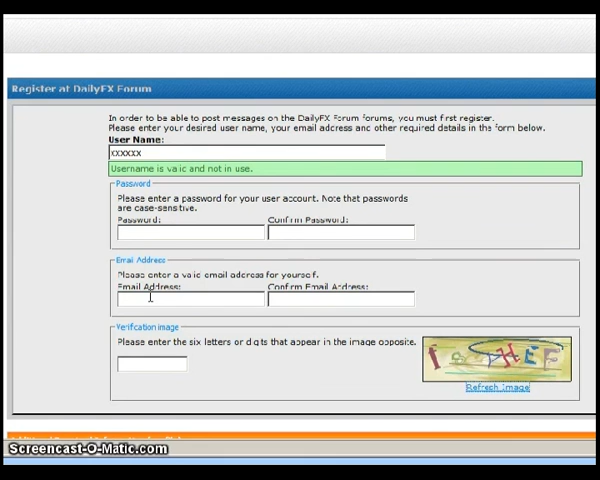 Register at DailyFX Forum
In order to be able to post messages on the DailyFX Forum forums, you must first register.
Please enter your desired user name, your email address and other required details in the form below.
User Name:
xxxxxx
Username is valid and not in use.
Password
Please enter a password for your user account. Note that passwords
are case-sensitive.
Password: Confirm Password:
Email Address
Please enter a valid email address for yourself.
Email Address: Confirm Email Address:
Verification image
Please enter the six letters or digits that appear in the image opposite.
Refresh Image
Screencast-O-Matic.com